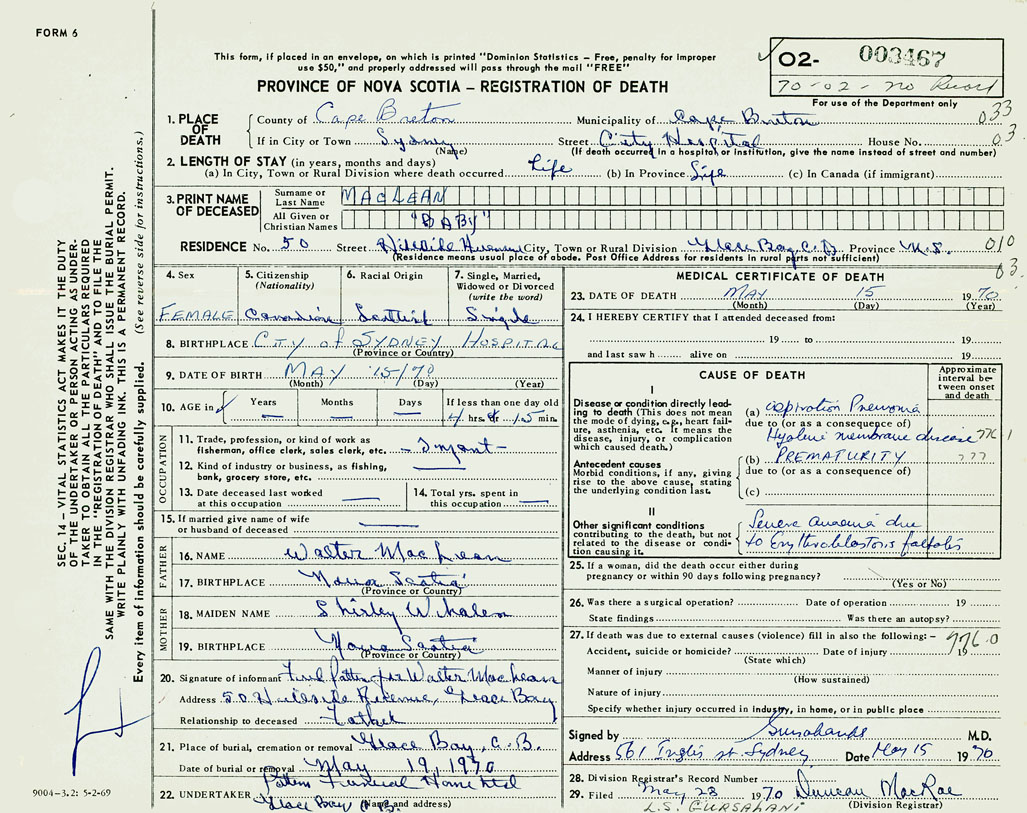 FORM 6
This form, if placed in an envelope, on which is printed "Dominion Statistics – Free, penalty for improper
use $50," and properly addressed will pass through the mail "FREE"
02- 003467
70-02 - no Record
For use of the Department only
PROVINCE OF NOVA SCOTIA – REGISTRATION OF DEATH
SEC. 14 – VITAL STATISTICS ACT MAKES IT THE DUTY
OF THE UNDERTAKER OR PERSON ACTING AS UNDER-
TAKER TO OBTAIN ALL THE PARTICULARS REQUIRED
IN THE "REGISTRATION OF DEATH" AND TO FILE THE
SAME WITH THE DIVISION REGISTRAR WHO SHALL ISSUE THE BURIAL PERMIT.
WRITE PLAINLY WITH UNFADING INK. THIS IS A PERMANENT RECORD.
Every item of information should be carefully supplied. (See reverse side for instructions.)
1. PLACE OF DEATH
County of Cape Breton Municipality of Cape Breton 033
If in City or Town Sydney Street City Hospital House No. 03
(Name) (If death occurred in a hospital or institution, give the name instead of street and number)
2. LENGTH OF STAY (in years, months and days)
(a) In City, Town or Rural Division where death occurred Life (b) In Province Life (c) In Canada (if immigrant)
3. PRINT NAME OF DECEASED
Surname or Last Name MACLEAN
All Given or Christian Names "BABY"
RESIDENCE No. 50 Street Hillside Avenue City, Town or Rural Division Glace Bay C.B. Province N.S. 010
(Residence means usual place of abode. Post Office Address for residents in rural parts not sufficient)
03
4. Sex 5. Citizenship (Nationality) 6. Racial Origin 7. Single, Married, Widowed or Divorced (write the word)
FEMALE Canadian Scottish Single
8. BIRTHPLACE CITY of SYDNEY HOSPITAL
(Province or Country)
9. DATE OF BIRTH MAY 15/70
(Month) (Day) (Year)
10. AGE in Years Months Days If less than one day old
4 hrs. & 15 min.
OCCUPATION
11. Trade, profession, or kind of work as
fisherman, office clerk, sales clerk, etc. Infant
12. Kind of industry or business, as fishing,
bank, grocery store, etc.
13. Date deceased last worked
at this occupation
14. Total yrs. spent in
this occupation
15. If married give name of wife
or husband of deceased
FATHER
16. NAME Walter MacLean
17. BIRTHPLACE Nova Scotia
(Province or Country)
MOTHER
18. MAIDEN NAME Shirley Whalen
19. BIRTHPLACE Nova Scotia
(Province or Country)
20. Signature of informant Walter MacLean
Address 50 Hillside Avenue, Glace Bay
Relationship to deceased Father
21. Place of burial, cremation or removal Glace Bay, C.B.
Date of burial or removal May 19, 1970
22. UNDERTAKER Patten Funeral Home Ltd
Glace Bay C.B.
(Name and address)
9004-3.2: 5-2-69
MEDICAL CERTIFICATE OF DEATH
23. DATE OF DEATH MAY 15 1970
(Month) (Day) (Year)
24. I HEREBY CERTIFY that I attended deceased from:
19 to 19
and last saw h alive on 19
CAUSE OF DEATH
Approximate
interval be-
tween onset
and death
I
Disease or condition directly lead-
ing to death (This does not mean
the mode of dying, e.g., heart fail-
ure, asthenia, etc. It means the
disease, injury, or complication
which caused death.)
(a) aspiration Pneumonia
due to (or as a consequence of)
Hyaline membrane disease 776 1
Antecedent causes
Morbid conditions, if any, giving
rise to the above cause, stating
the underlying condition last.
(b) PREMATURITY 777
due to (or as a consequence of)
(c)
II
Other significant conditions
contributing to the death, but not
related to the disease or condi-
tion causing it.
Severe Anaemia due
to Erythroblastosis foetalis
25. If a woman, did the death occur either during
pregnancy or within 90 days following pregnancy?
(Yes or No)
26. Was there a surgical operation? Date of operation 19
State findings Was there an autopsy?
27. If death was due to external causes (violence) fill in also the following: – 776.0
Accident, suicide or homicide? Date of injury 19
(State which)
Manner of injury
(How sustained)
Nature of injury
Specify whether injury occurred in industry, in home, or in public place
Signed by Gursahani M.D.
Address 561 Inglis st. Sydney Date May 15 1970
28. Division Registrar's Record Number
29. Filed May 23 1970 Duncan MacRae
L.S. GURSAHANI (Division Registrar)